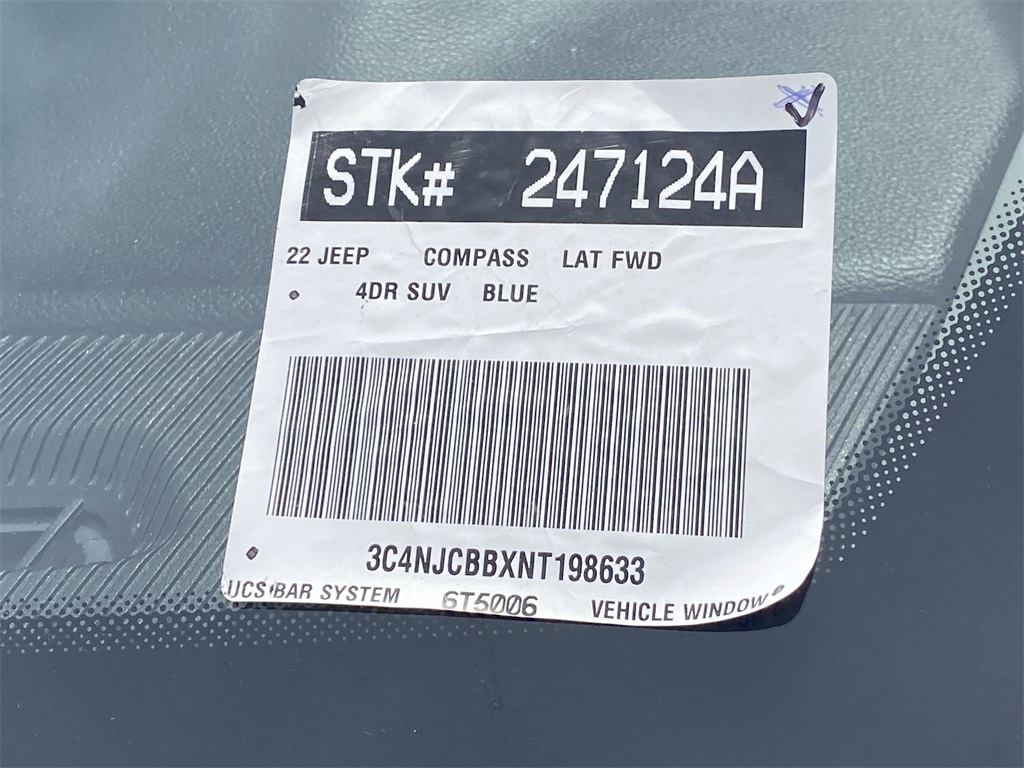 STK# 247124A
22 JEEP COMPASS LAT FWD
4DR SUV BLUE
3C4NJCBBXNT198633
UCS BAR SYSTEM 6T5006 VEHICLE WINDOW